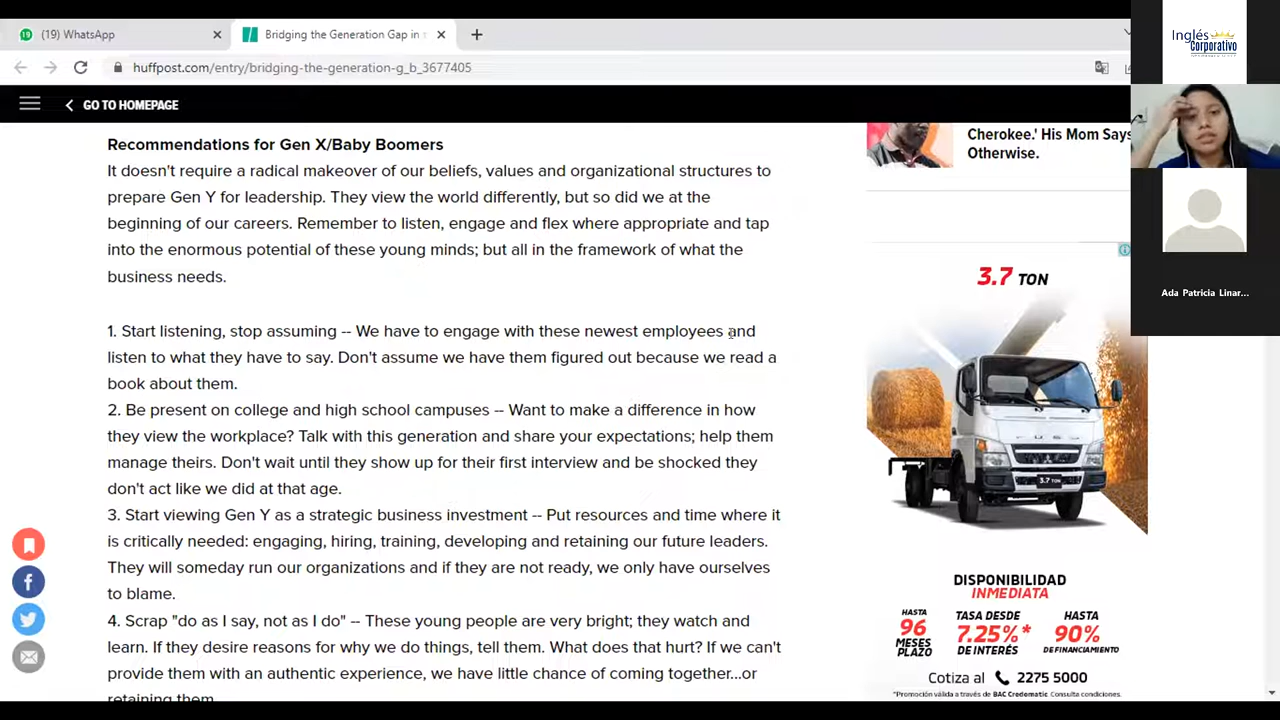 (19) WhatsApp
Bridging the Generation Gap in
huffpost.com/entry/bridging-the-generation-g_b_3677405
GO TO HOMEPAGE
Inglés
Corporativo
Ada Patricia Linar...
Cherokee.' His Mom Says
Otherwise.
Recommendations for Gen X/Baby Boomers
It doesn't require a radical makeover of our beliefs, values and organizational structures to
prepare Gen Y for leadership. They view the world differently, but so did we at the
beginning of our careers. Remember to listen, engage and flex where appropriate and tap
into the enormous potential of these young minds; but all in the framework of what the
business needs.
1. Start listening, stop assuming -- We have to engage with these newest employees and
listen to what they have to say. Don't assume we have them figured out because we read a
book about them.
2. Be present on college and high school campuses -- Want to make a difference in how
they view the workplace? Talk with this generation and share your expectations; help them
manage theirs. Don't wait until they show up for their first interview and be shocked they
don't act like we did at that age.
3. Start viewing Gen Y as a strategic business investment -- Put resources and time where it
is critically needed: engaging, hiring, training, developing and retaining our future leaders.
They will someday run our organizations and if they are not ready, we only have ourselves
to blame.
4. Scrap "do as I say, not as I do" -- These young people are very bright; they watch and
learn. If they desire reasons for why we do things, tell them. What does that hurt? If we can't
provide them with an authentic experience, we have little chance of coming together...or
retaining them.
3.7 TON
FUSO
3.7 TON
DISPONIBILIDAD
INMEDIATA
HASTA
96
MESES
PLAZO
TASA DESDE
7.25%*
DE INTERÉS
HASTA
90%
DE FINANCIAMIENTO
Cotiza al 2275 5000
*Promoción válida a través de BAC Credomatic. Consulta condiciones.